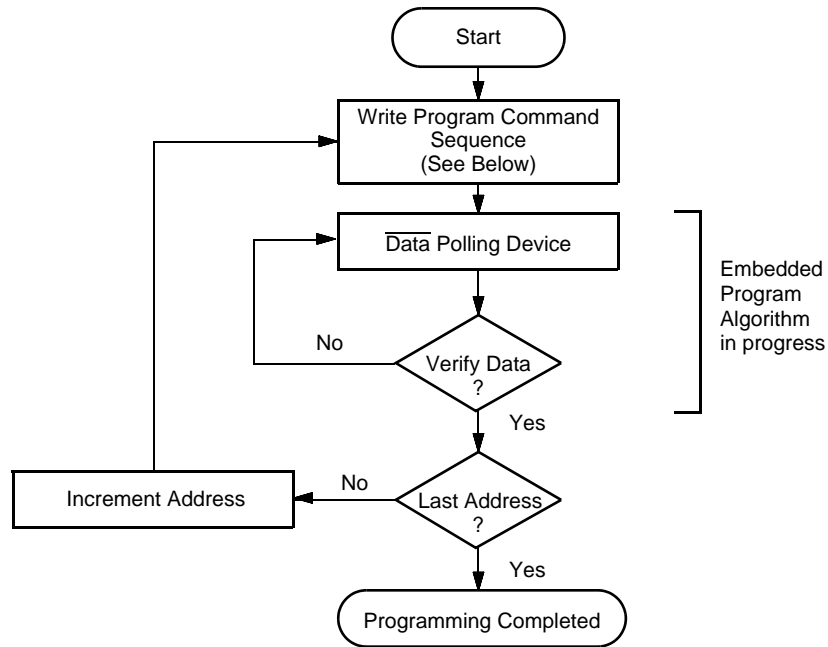 Start
Write Program Command
Sequence
(See Below)
Data Polling Device
Embedded
Program
Algorithm
in progress
No
Verify Data
?
Yes
Increment Address
No
Last Address
?
Yes
Programming Completed